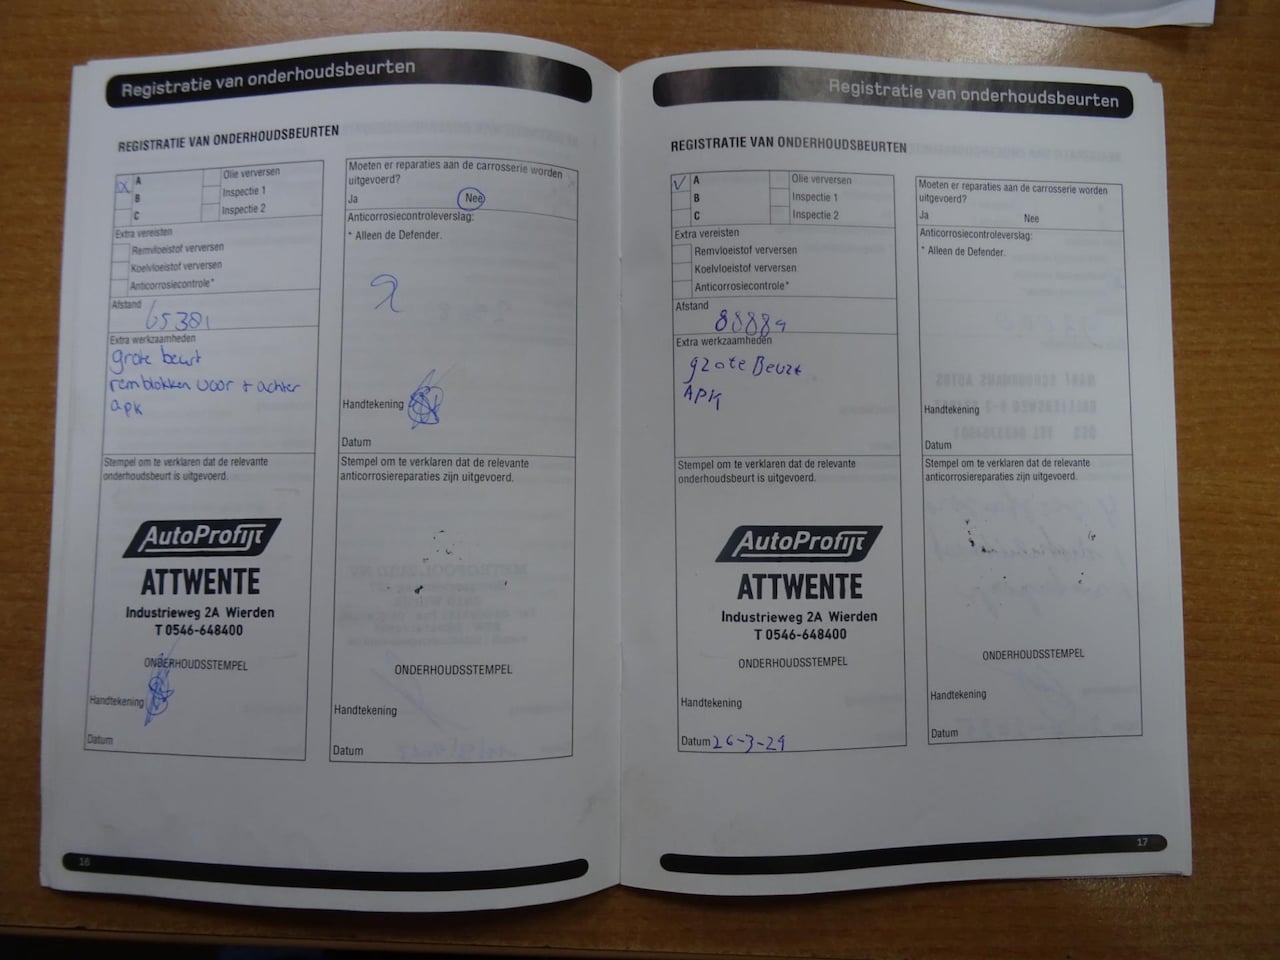 Registratie van onderhoudsbeurten
REGISTRATIE VAN ONDERHOUDSBEURTEN
A
B
C
Olie verversen
Inspectie 1
Inspectie 2
Extra vereisten
Remvloeistof verversen
Koelvloeistof verversen
Anticorrosiecontrole*
Afstand
65381
Extra werkzaamheden
grote beurt
remblokken voor + achter
apk
Stempel om te verklaren dat de relevante
onderhoudsbeurt is uitgevoerd.
AutoProfijt
ATTWENTE
Industrieweg 2A Wierden
T 0546-648400
ONDERHOUDSSTEMPEL
Handtekening
Datum
Moeten er reparaties aan de carrosserie worden
uitgevoerd?
Ja Nee
Anticorrosiecontroleverslag:
* Alleen de Defender.
Handtekening
Datum
Stempel om te verklaren dat de relevante
anticorrosiereparaties zijn uitgevoerd.
ONDERHOUDSSTEMPEL
Handtekening
Datum
16
Registratie van onderhoudsbeurten
REGISTRATIE VAN ONDERHOUDSBEURTEN
A
B
C
Olie verversen
Inspectie 1
Inspectie 2
Extra vereisten
Remvloeistof verversen
Koelvloeistof verversen
Anticorrosiecontrole*
Afstand
88884
Extra werkzaamheden
grote Beurt
APK
Stempel om te verklaren dat de relevante
onderhoudsbeurt is uitgevoerd.
AutoProfijt
ATTWENTE
Industrieweg 2A Wierden
T 0546-648400
ONDERHOUDSSTEMPEL
Handtekening
Datum 26-3-24
Moeten er reparaties aan de carrosserie worden
uitgevoerd?
Ja Nee
Anticorrosiecontroleverslag:
* Alleen de Defender.
Handtekening
Datum
Stempel om te verklaren dat de relevante
anticorrosiereparaties zijn uitgevoerd.
ONDERHOUDSSTEMPEL
Handtekening
Datum
17